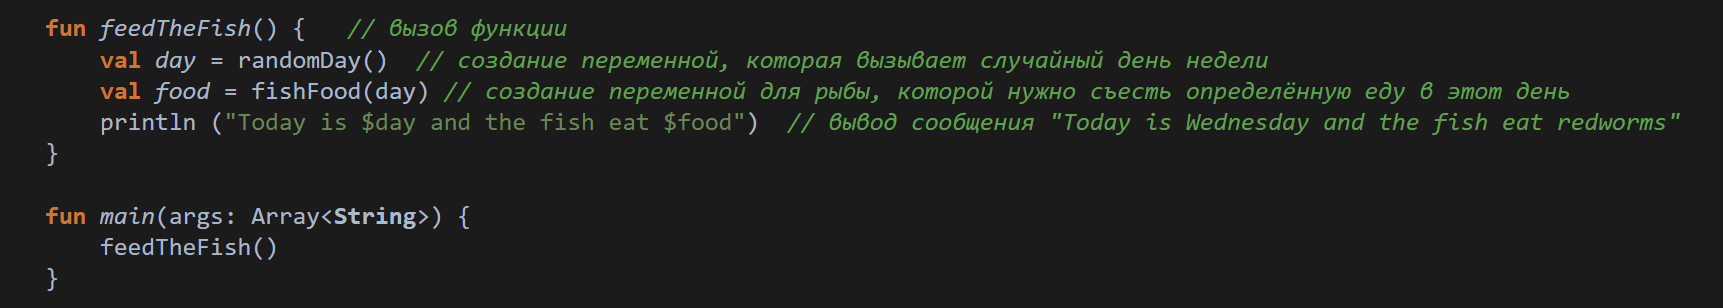 fun feedTheFish() {   // вызов функции
    val day = randomDay()  // создание переменной, которая вызывает случайный день недели
    val food = fishFood(day) // создание переменной для рыбы, которой нужно съесть определённую еду в этот день
    println ("Today is $day and the fish eat $food")  // вывод сообщения "Today is Wednesday and the fish eat redworms"
}

fun main(args: Array<String>) {
    feedTheFish()
}